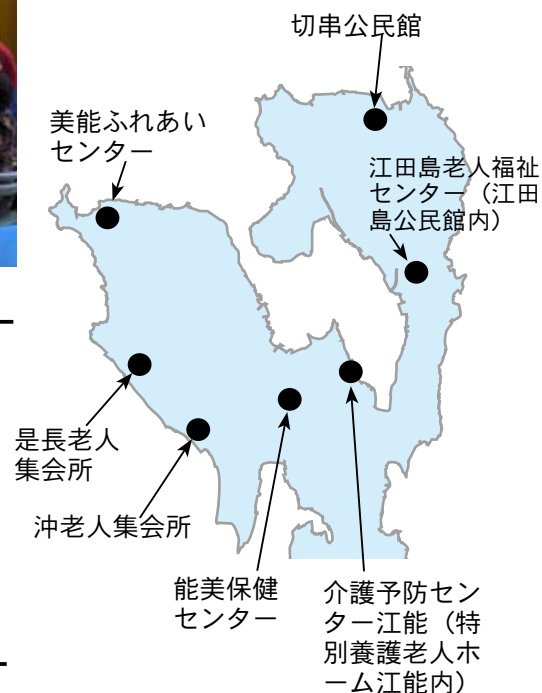 切串公民館
美能ふれあい
センター
江田島老人福祉
センター（江田
島公民館内）
是長老人
集会所
沖老人集会所
能美保健
センター
介護予防セン
ター江能（特
別養護老人ホ
ーム江能内）